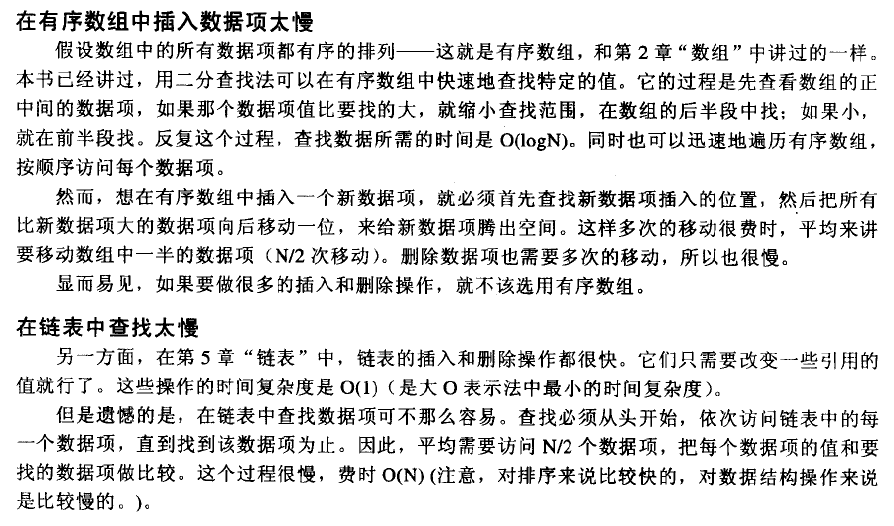 在有序数组中插入数据项太慢
假设数组中的所有数据项都有序的排列——这就是有序数组，和第 2 章“数组”中讲过的一样。
本书已经讲过，用二分查找法可以在有序数组中快速地查找特定的值。它的过程是先查看数组的正
中间的数据项，如果那个数据项值比要找的大，就缩小查找范围，在数组的后半段中找；如果小，
就在前半段找。反复这个过程，查找数据所需的时间是 O(logN)。同时也可以迅速地遍历有序数组，
按顺序访问每个数据项。
然而，想在有序数组中插入一个新数据项，就必须首先查找新数据项插入的位置，然后把所有
比新数据项大的数据项向后移动一位，来给新数据项腾出空间。这样多次的移动很费时，平均来讲
要移动数组中一半的数据项（N/2 次移动）。删除数据项也需要多次的移动，所以也很慢。
显而易见，如果要做很多的插入和删除操作，就不该选用有序数组。
在链表中查找太慢
另一方面，在第 5 章“链表”中，链表的插入和删除操作都很快。它们只需要改变一些引用的
值就行了。这些操作的时间复杂度是 O(1)（是大 O 表示法中最小的时间复杂度）。
但是遗憾的是，在链表中查找数据项可不那么容易。查找必须从头开始，依次访问链表中的每
一个数据项，直到找到该数据项为止。因此，平均需要访问 N/2 个数据项，把每个数据项的值和要
找的数据项做比较。这个过程很慢，费时 O(N) (注意，对排序来说比较快的，对数据结构操作来说
是比较慢的。)。